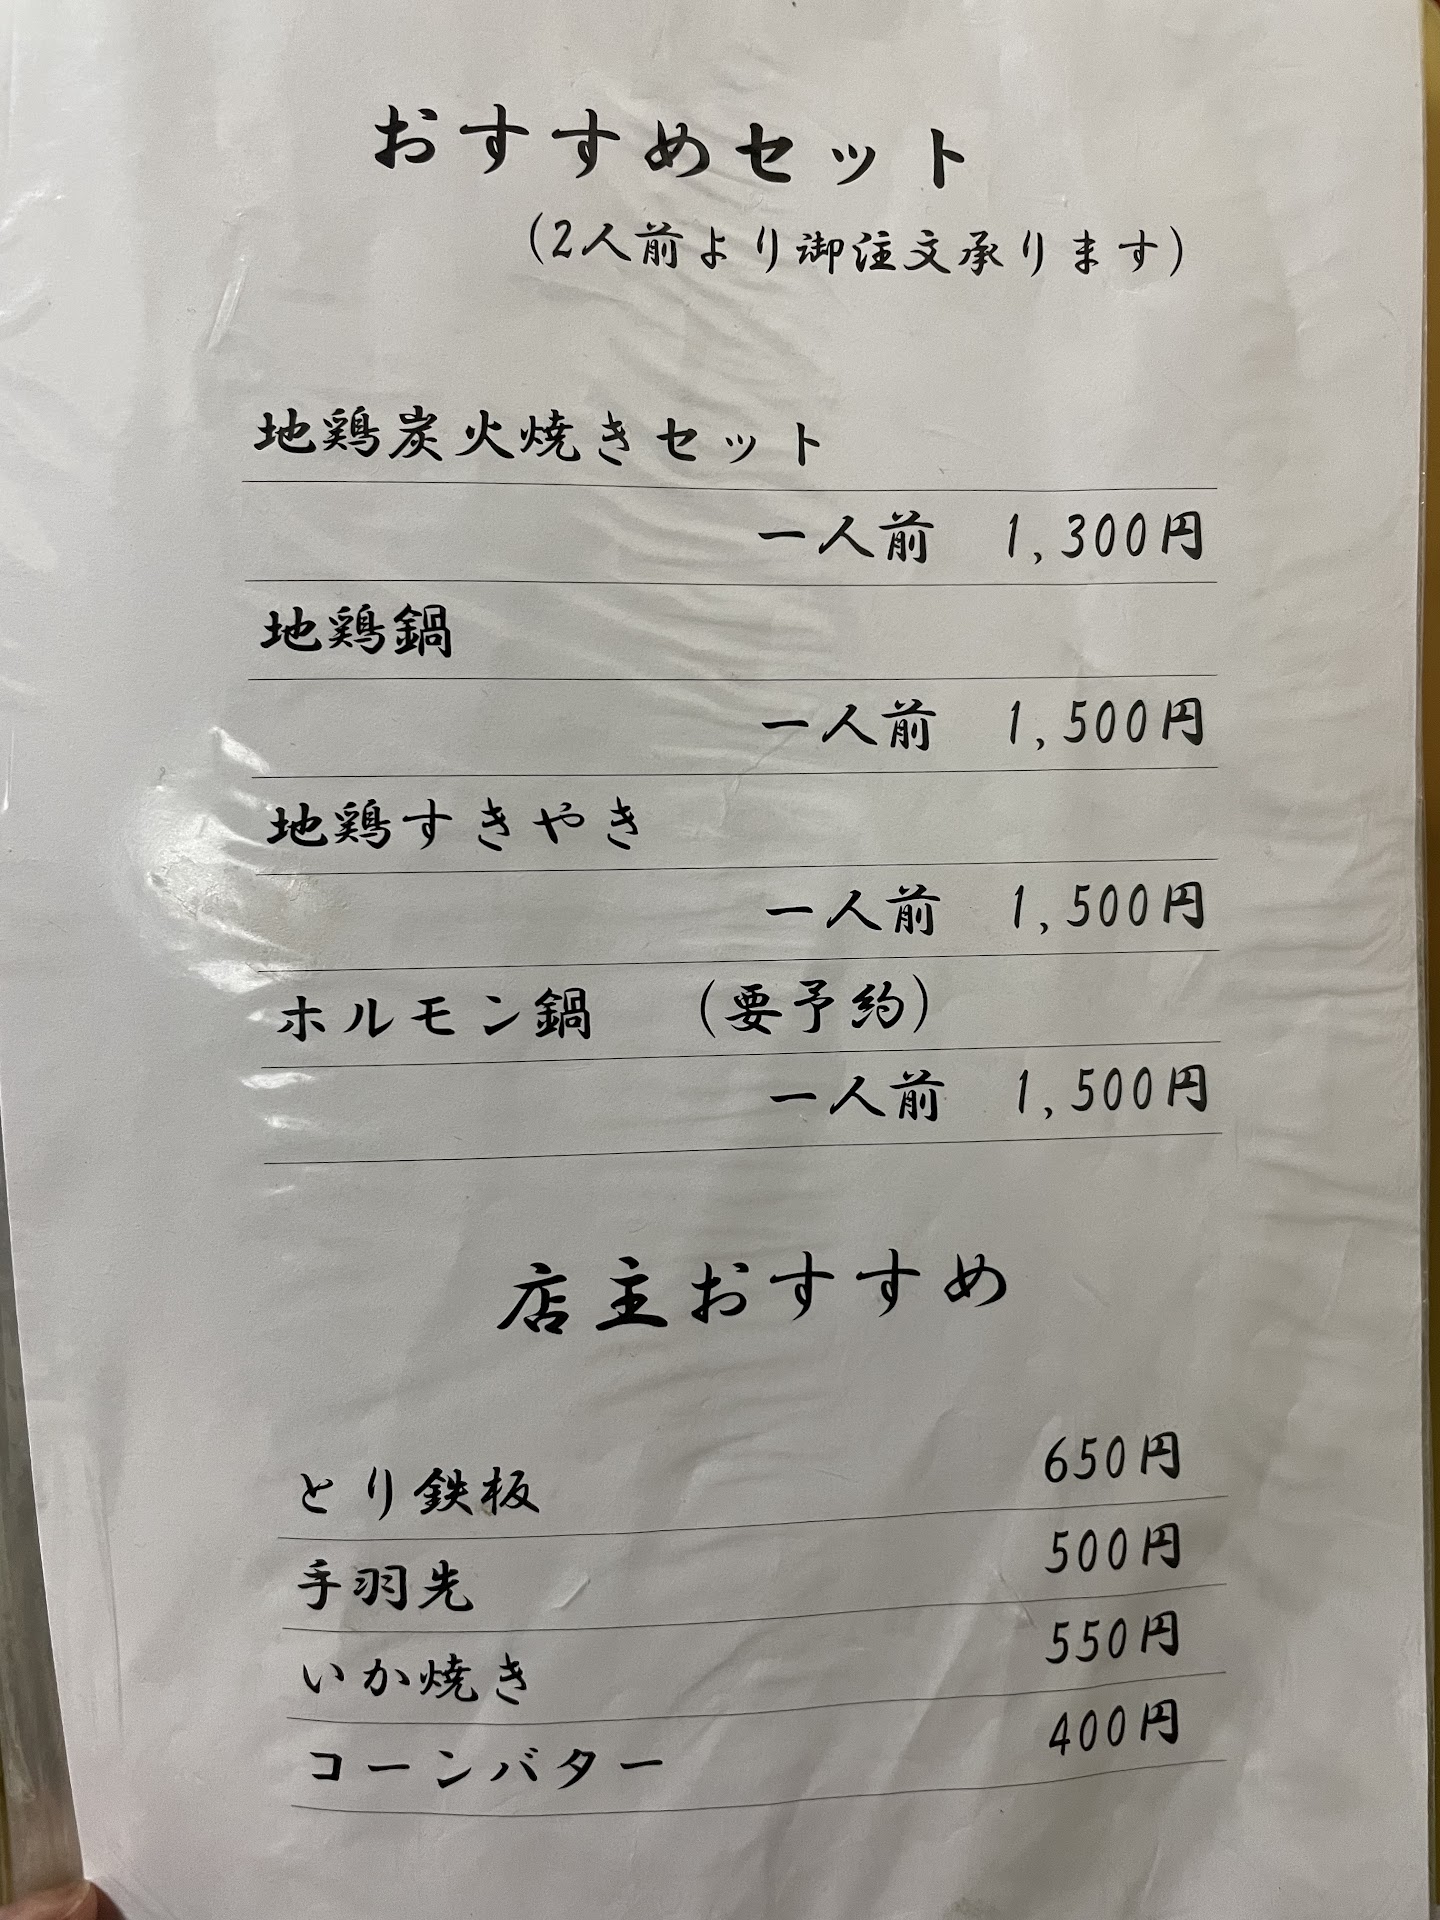 おすすめセット
(2人前より御注文承ります)
地鶏炭火焼きセット
一人前 1,300円
地鶏鍋
一人前 1,500円
地鶏すきやき
一人前 1,500円
ホルモン鍋 (要予約)
一人前 1,500円
店主おすすめ
とり鉄板 650円
手羽先 500円
いか焼き 550円
コーンバター 400円